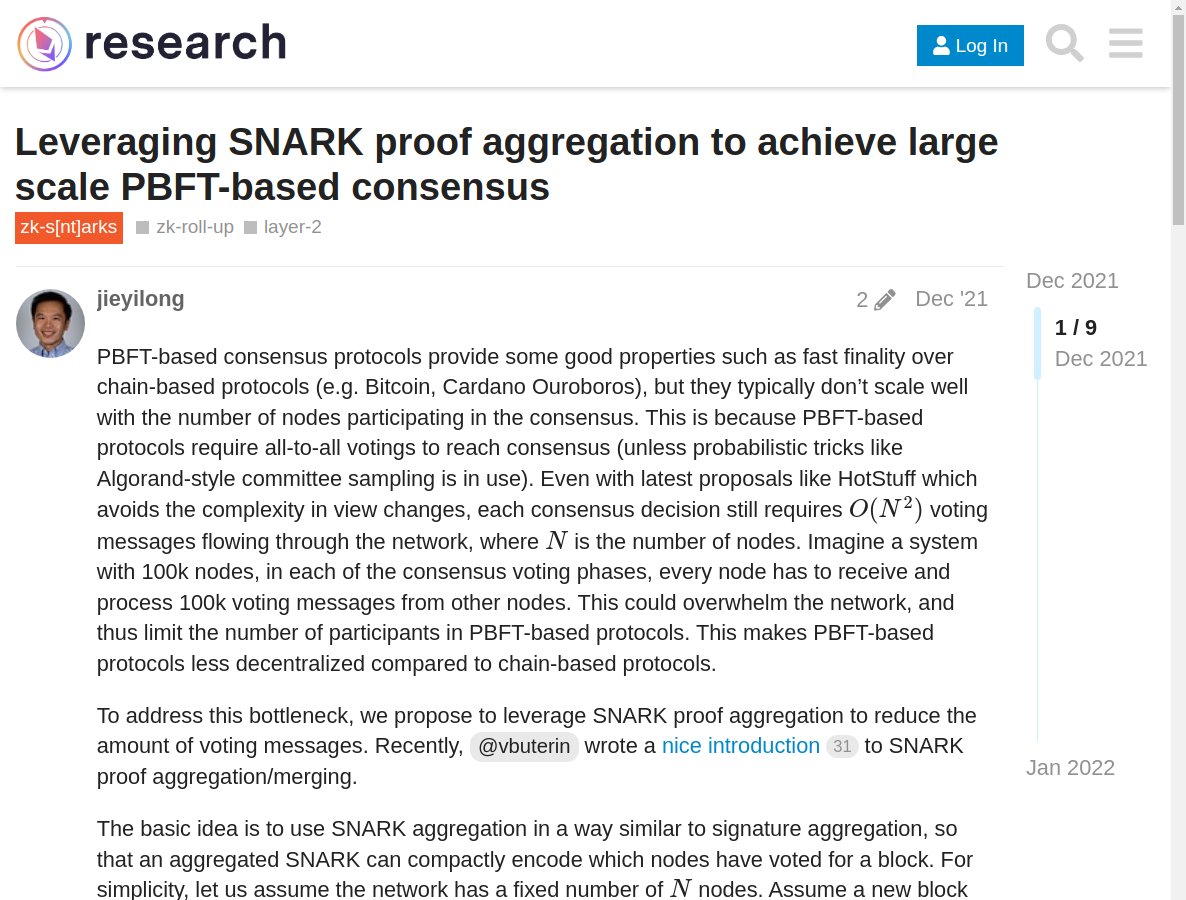 research
Log In
Leveraging SNARK proof aggregation to achieve large
scale PBFT-based consensus
zk-s[nt]arks zk-roll-up layer-2
jieyilong 2 Dec '21
PBFT-based consensus protocols provide some good properties such as fast finality over
chain-based protocols (e.g. Bitcoin, Cardano Ouroboros), but they typically don’t scale well
with the number of nodes participating in the consensus. This is because PBFT-based
protocols require all-to-all votings to reach consensus (unless probabilistic tricks like
Algorand-style committee sampling is in use). Even with latest proposals like HotStuff which
avoids the complexity in view changes, each consensus decision still requires O(N²) voting
messages flowing through the network, where N is the number of nodes. Imagine a system
with 100k nodes, in each of the consensus voting phases, every node has to receive and
process 100k voting messages from other nodes. This could overwhelm the network, and
thus limit the number of participants in PBFT-based protocols. This makes PBFT-based
protocols less decentralized compared to chain-based protocols.
To address this bottleneck, we propose to leverage SNARK proof aggregation to reduce the
amount of voting messages. Recently, @vbuterin wrote a nice introduction 31 to SNARK
proof aggregation/merging.
The basic idea is to use SNARK aggregation in a way similar to signature aggregation, so
that an aggregated SNARK can compactly encode which nodes have voted for a block. For
simplicity, let us assume the network has a fixed number of N nodes. Assume a new block
Dec 2021
1 / 9
Dec 2021
Jan 2022